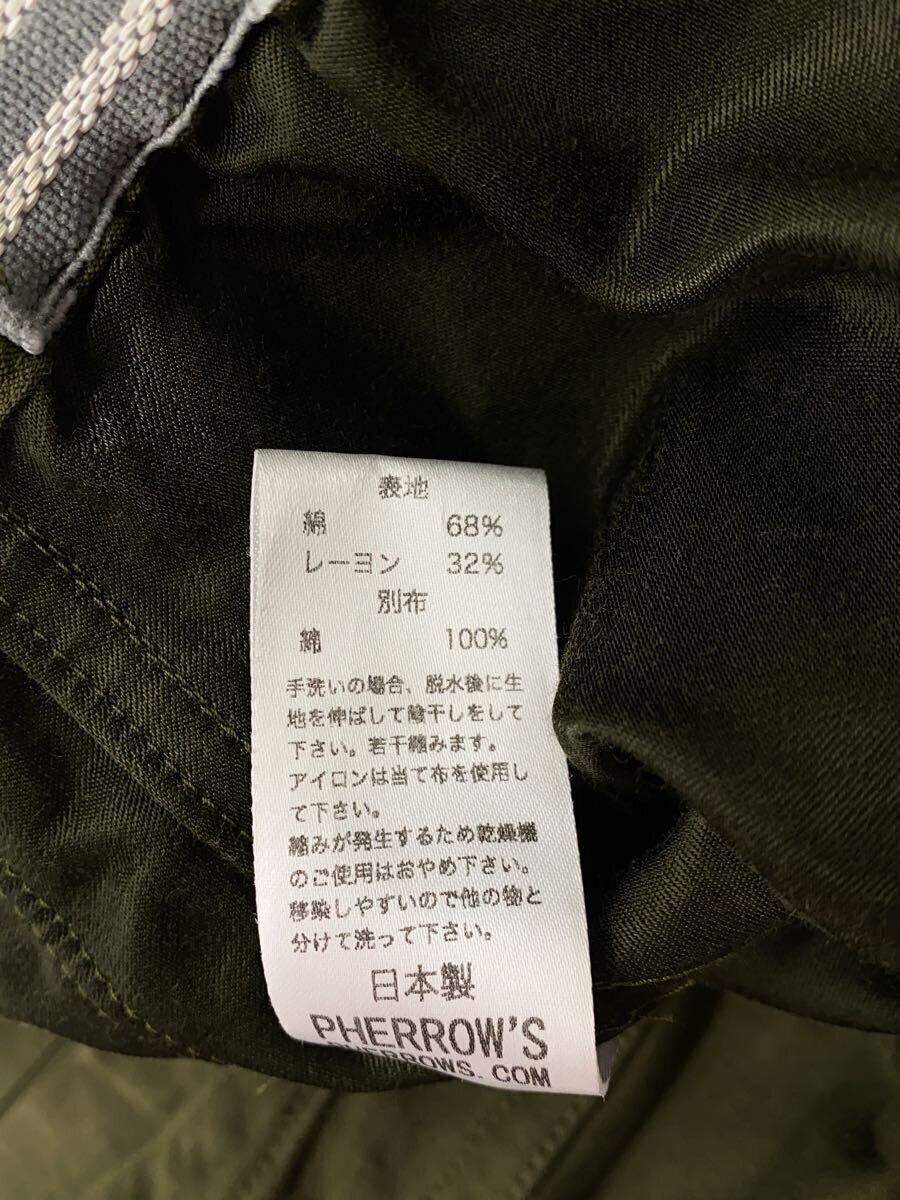 表地
綿 68%
レーヨン 32%
別布
綿 100%
手洗いの場合、脱水後に生
地を伸ばして陰干しをして
下さい。若干縮みます。
アイロンは当て布を使用し
て下さい。
縮みが発生するため乾燥機
のご使用はおやめ下さい。
移染しやすいので他の物と
分けて洗って下さい。
日本製
PHERROW'S
PHERROWS.COM